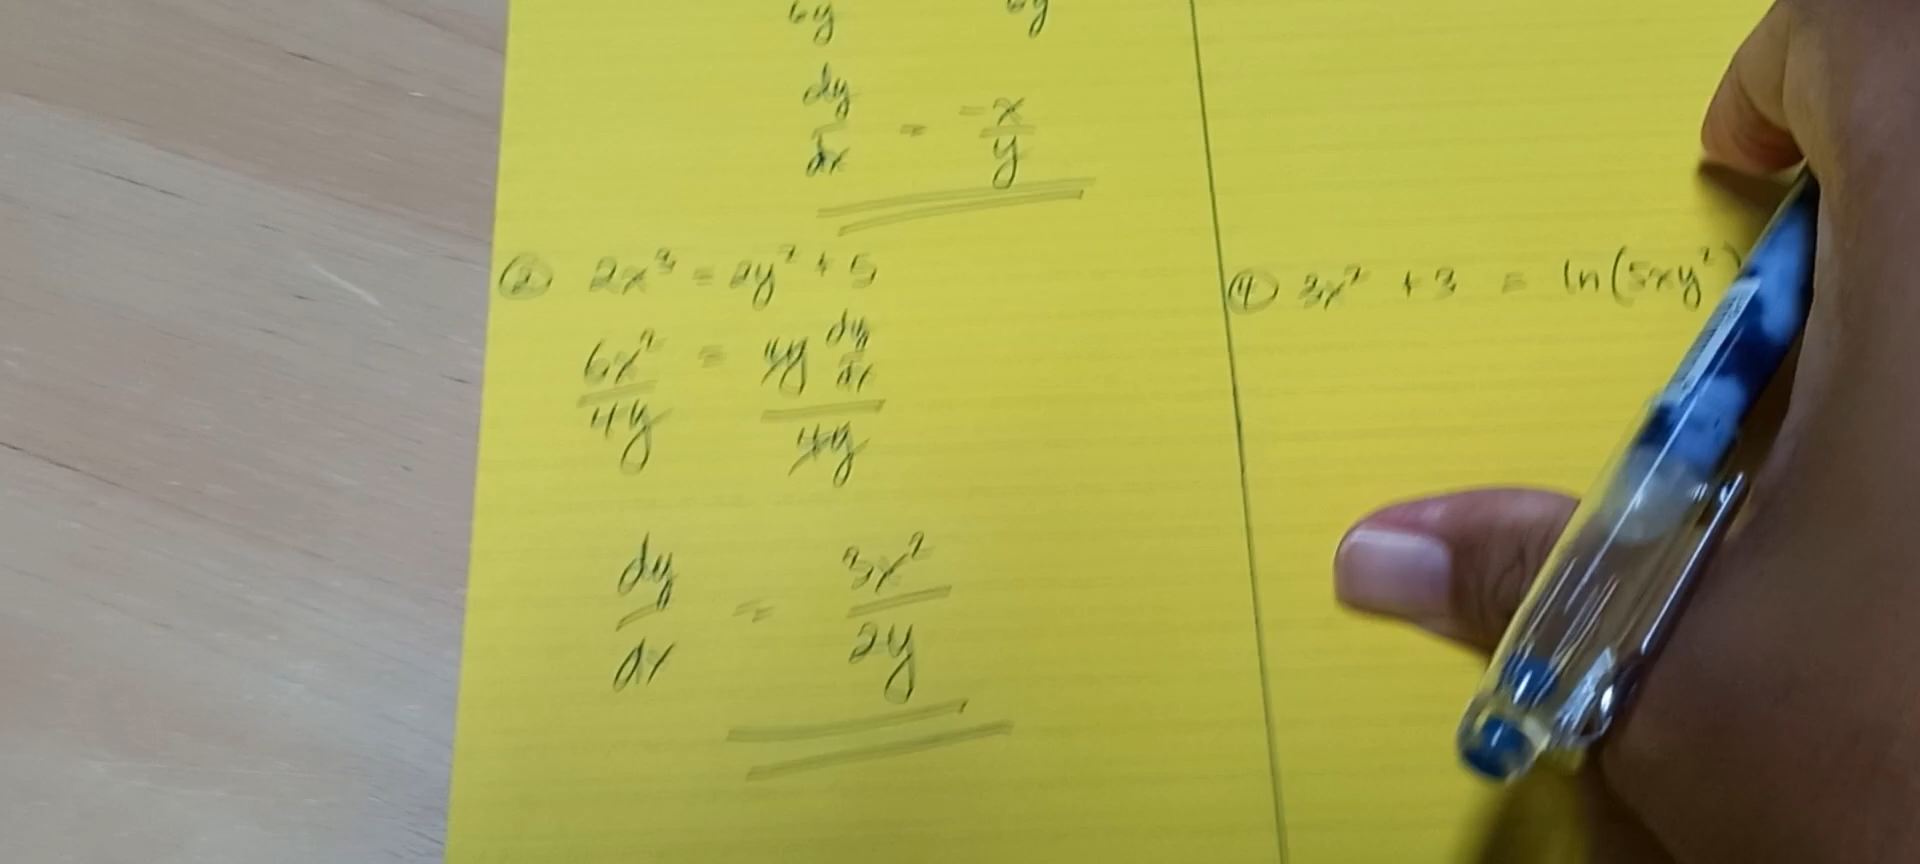 6y 6y
dy/dx = -x/y
② 2x³ = 2y² + 5
6x²/4y = 4y dy/dx / 4y
dy/dx = 3x²/2y
④ 3x² + 3 = ln(5xy²)